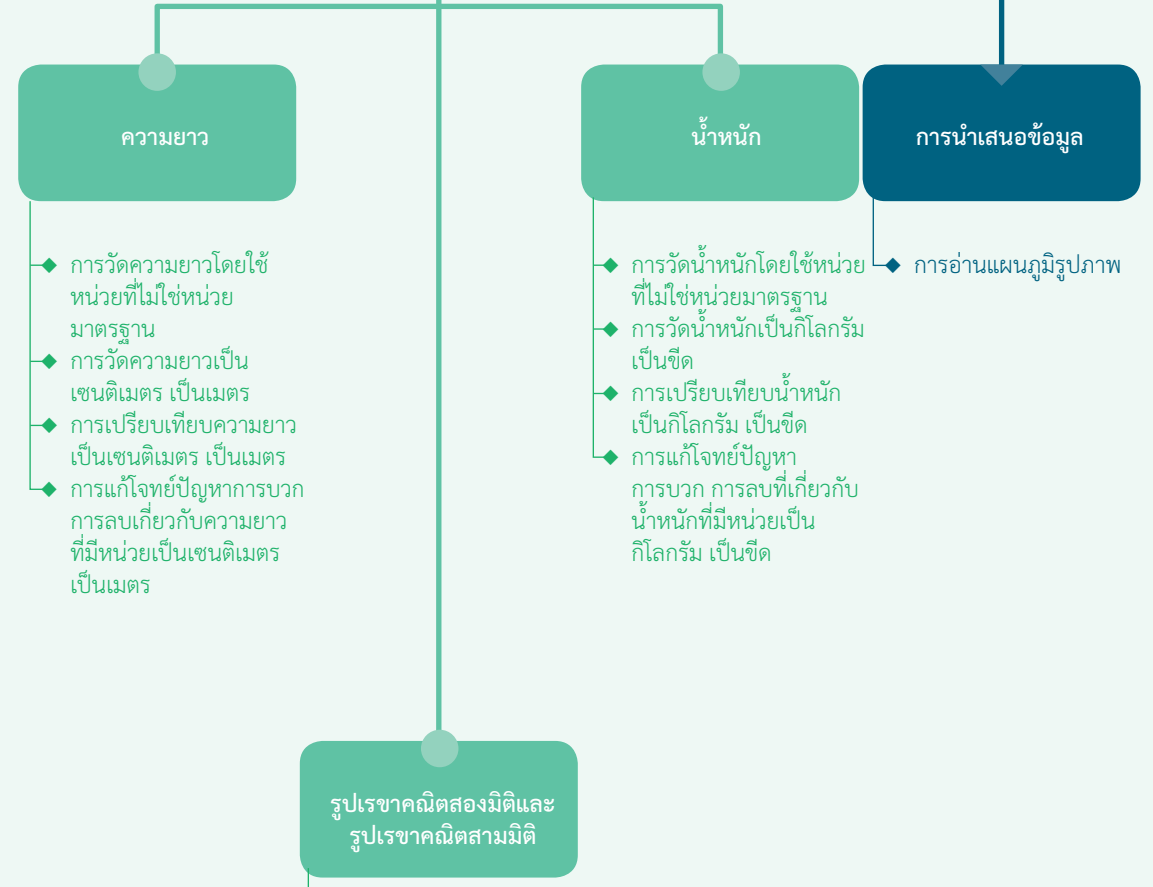 ความยาว
การวัดความยาวโดยใช้
หน่วยที่ไม่ใช่หน่วย
มาตรฐาน
การวัดความยาวเป็น
เซนติเมตร เป็นเมตร
การเปรียบเทียบความยาว
เป็นเซนติเมตร เป็นเมตร
การแก้โจทย์ปัญหาการบวก
การลบเกี่ยวกับความยาว
ที่มีหน่วยเป็นเซนติเมตร
เป็นเมตร
น้ำหนัก
การวัดน้ำหนักโดยใช้หน่วย
ที่ไม่ใช่หน่วยมาตรฐาน
การวัดน้ำหนักเป็นกิโลกรัม
เป็นขีด
การเปรียบเทียบน้ำหนัก
เป็นกิโลกรัม เป็นขีด
การแก้โจทย์ปัญหา
การบวก การลบที่เกี่ยวกับ
น้ำหนักที่มีหน่วยเป็น
กิโลกรัม เป็นขีด
การนำเสนอข้อมูล
การอ่านแผนภูมิรูปภาพ
รูปเรขาคณิตสองมิติและ
รูปเรขาคณิตสามมิติ